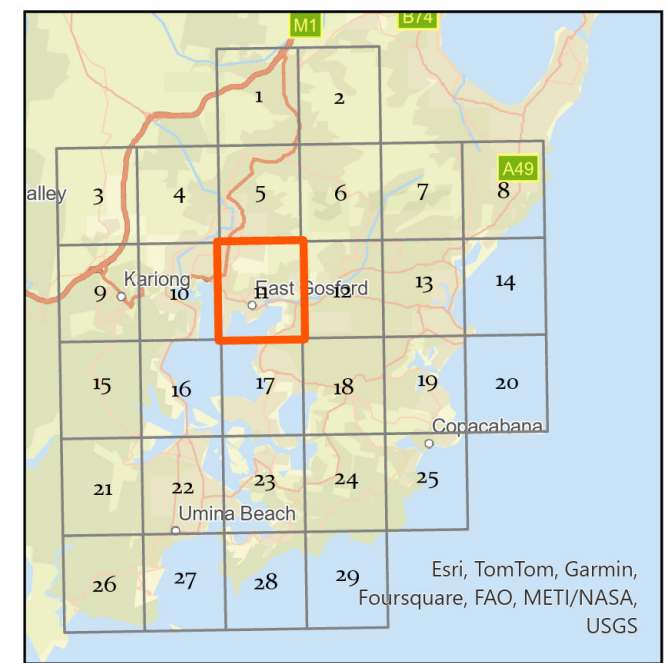 M1
B74
1
2
A49
alley
3
4
5
6
7
8
Kariong
East Gosford
9
10
11
12
13
14
15
16
17
18
19
20
Copacabana
21
22
23
24
25
Umina Beach
26
27
28
29
Esri, TomTom, Garmin,
Foursquare, FAO, METI/NASA,
USGS